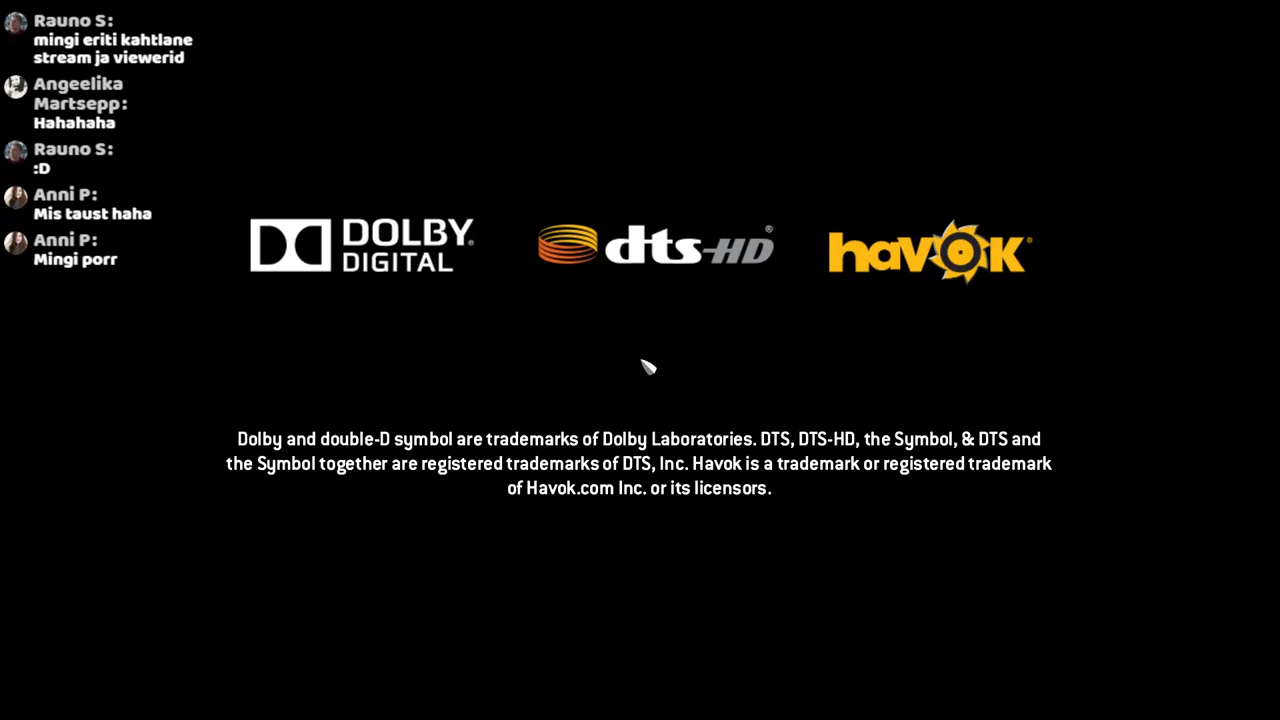 Rauno S:
mingi eriti kahtlane
stream ja viewerid
Angeelika
Martsepp:
Hahahaha
Rauno S:
:D
Anni P:
Mis taust haha
Anni P:
Mingi porr
DOLBY
DIGITAL
dts-HD
havok
Dolby and double-D symbol are trademarks of Dolby Laboratories. DTS, DTS-HD, the Symbol, & DTS and
the Symbol together are registered trademarks of DTS, Inc. Havok is a trademark or registered trademark
of Havok.com Inc. or its licensors.